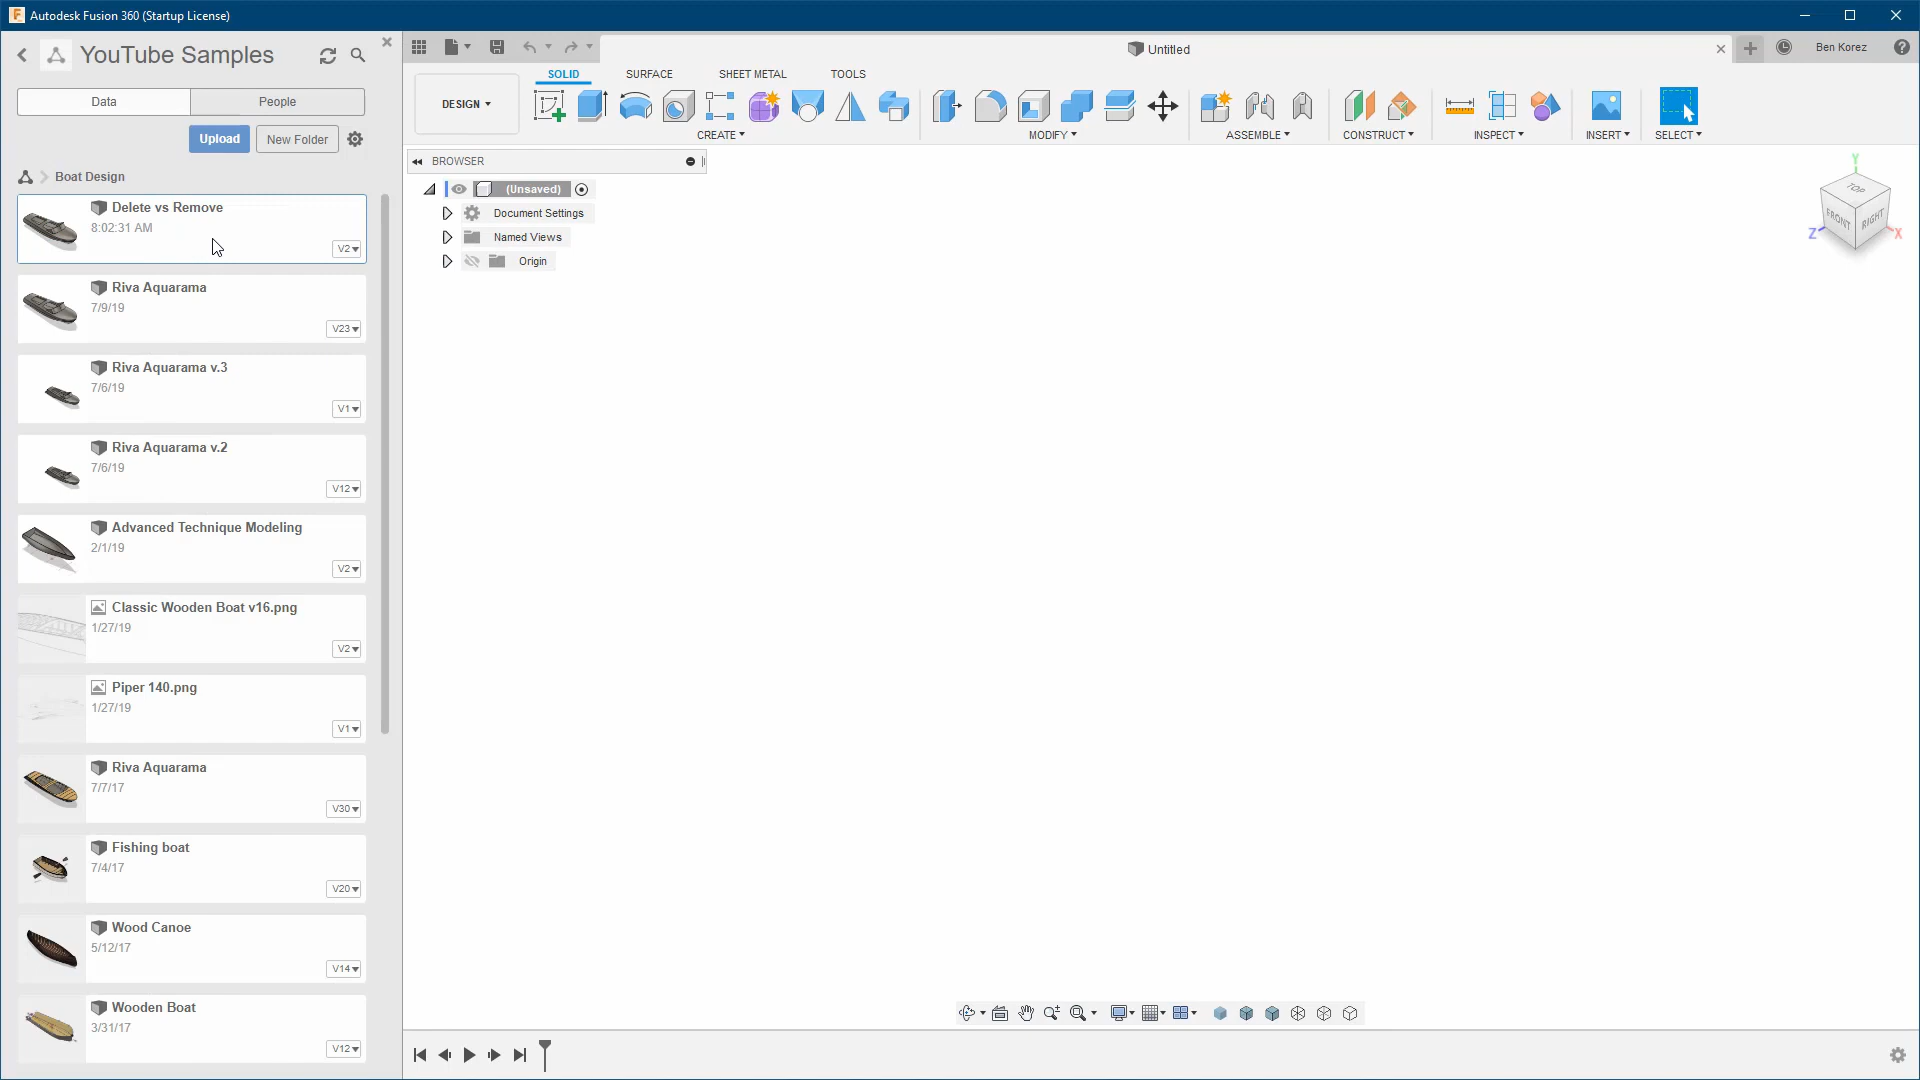 Autodesk Fusion 360 (Startup License)
YouTube Samples
Data
People
Upload
New Folder
Boat Design
Delete vs Remove
8:02:31 AM
V2
Riva Aquarama
7/9/19
V23
Riva Aquarama v.3
7/6/19
V1
Riva Aquarama v.2
7/6/19
V12
Advanced Technique Modeling
2/1/19
V2
Classic Wooden Boat v16.png
1/27/19
V2
Piper 140.png
1/27/19
V1
Riva Aquarama
7/7/17
V30
Fishing boat
7/4/17
V20
Wood Canoe
5/12/17
V14
Wooden Boat
3/31/17
V12
Untitled
Ben Korez
SOLID
SURFACE
SHEET METAL
TOOLS
DESIGN
CREATE
MODIFY
ASSEMBLE
CONSTRUCT
INSPECT
INSERT
SELECT
BROWSER
(Unsaved)
Document Settings
Named Views
Origin
Y
TOP
FRONT
RIGHT
Z
X